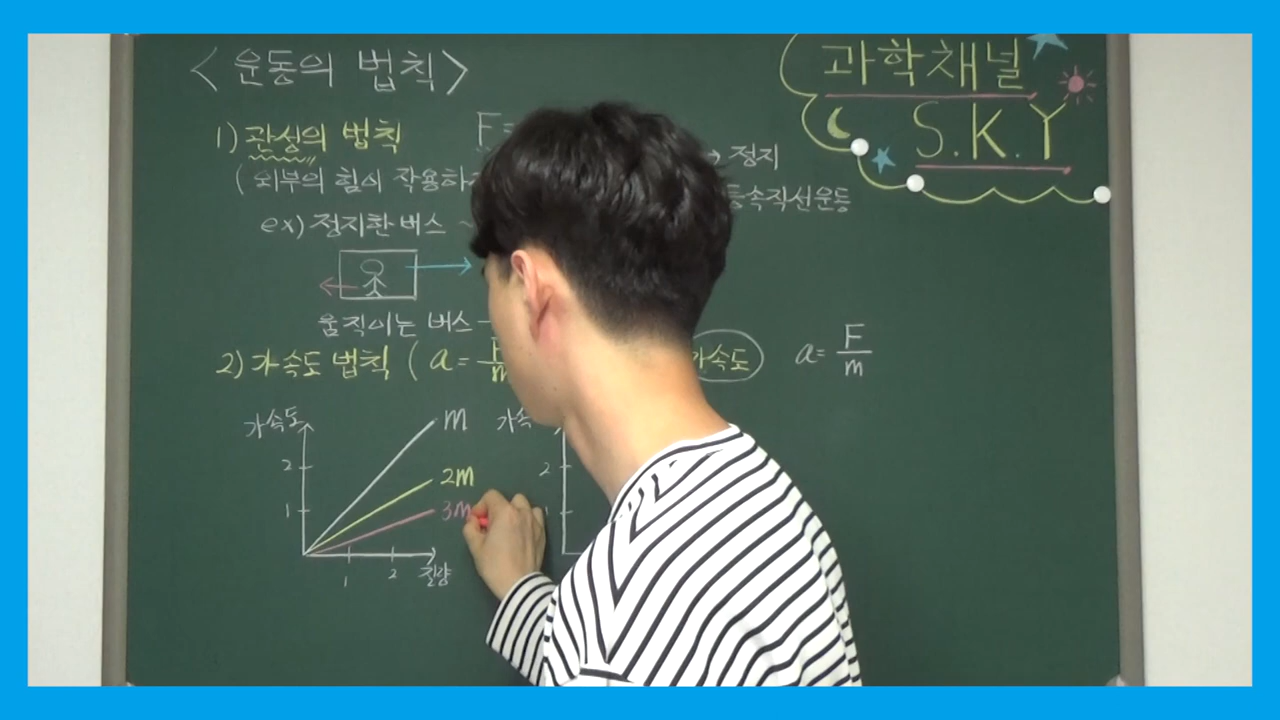 <운동의 법칙>
과학채널
S.K.Y
1) 관성의 법칙 F=
(외부의 힘이 작용하
→ 정지
등속직선운동
ex) 정지한 버스 ~
움직이는 버스 -
2) 가속도 법칙 ( a = F/m
가속도
a = F/m
가속도
2
1
m
2m
3m
1
2
질량
가속
2
1